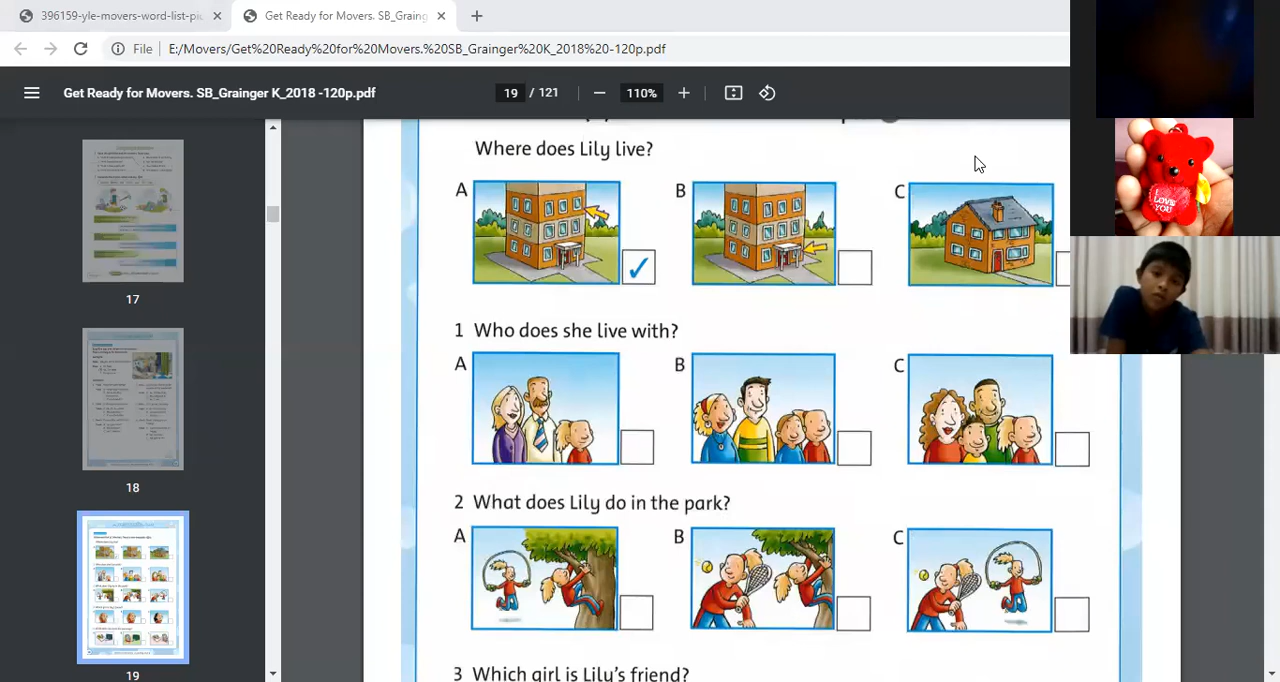 396159-yle-movers-word-list-pi
Get Ready for Movers. SB_Graing
File E:/Movers/Get%20Ready%20for%20Movers.%20SB_Grainger%20K_2018%20-120p.pdf
Get Ready for Movers. SB_Grainger K_2018 -120p.pdf
19 / 121
110%
Where does Lily live?
A B C
1 Who does she live with?
A B C
2 What does Lily do in the park?
A B C
3 Which girl is Lily's friend?
17
18
19
I LOVE YOU